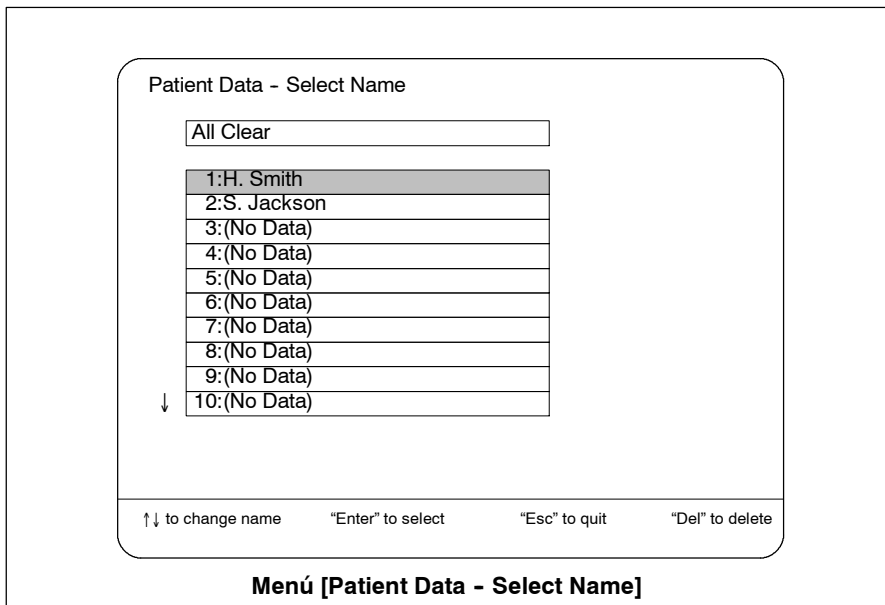 Patient Data - Select Name
All Clear
1:H. Smith
2:S. Jackson
3:(No Data)
4:(No Data)
5:(No Data)
6:(No Data)
7:(No Data)
8:(No Data)
9:(No Data)
↓ 10:(No Data)
↑↓ to change name “Enter” to select “Esc” to quit “Del” to delete
Menú [Patient Data - Select Name]